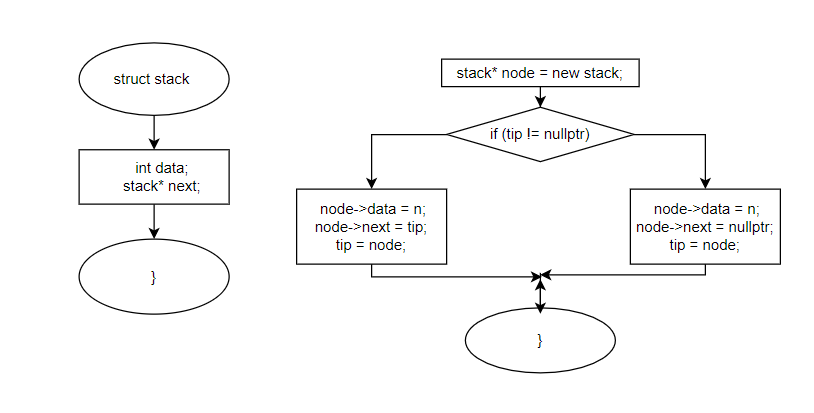 struct stack
int data;
stack* next;
}
stack* node = new stack;
if (tip != nullptr)
node->data = n;
node->next = tip;
tip = node;
node->data = n;
node->next = nullptr;
tip = node;
}